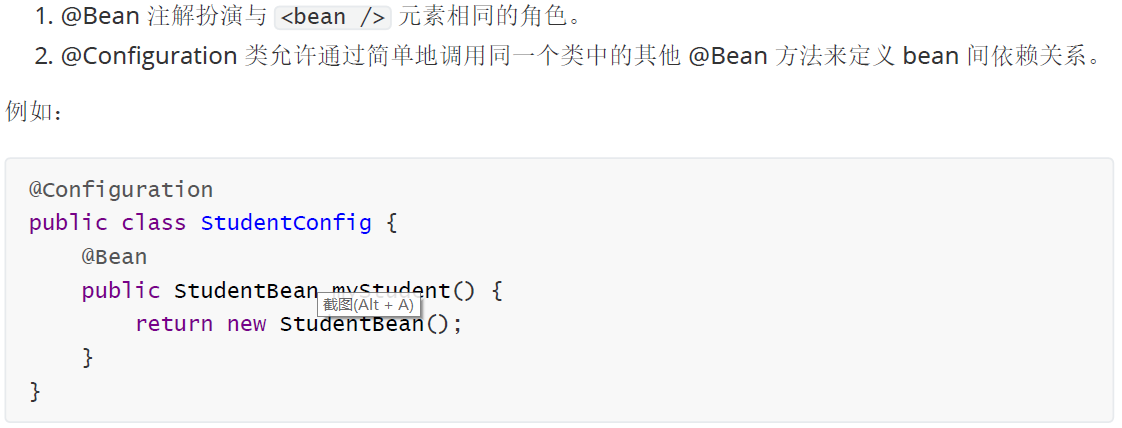 1. @Bean 注解扮演与 <bean /> 元素相同的角色。
2. @Configuration 类允许通过简单地调用同一个类中的其他 @Bean 方法来定义 bean 间依赖关系。
例如：
@Configuration
public class StudentConfig {
    @Bean
    public StudentBean myStudent() {
截图(Alt + A)
        return new StudentBean();
    }
}